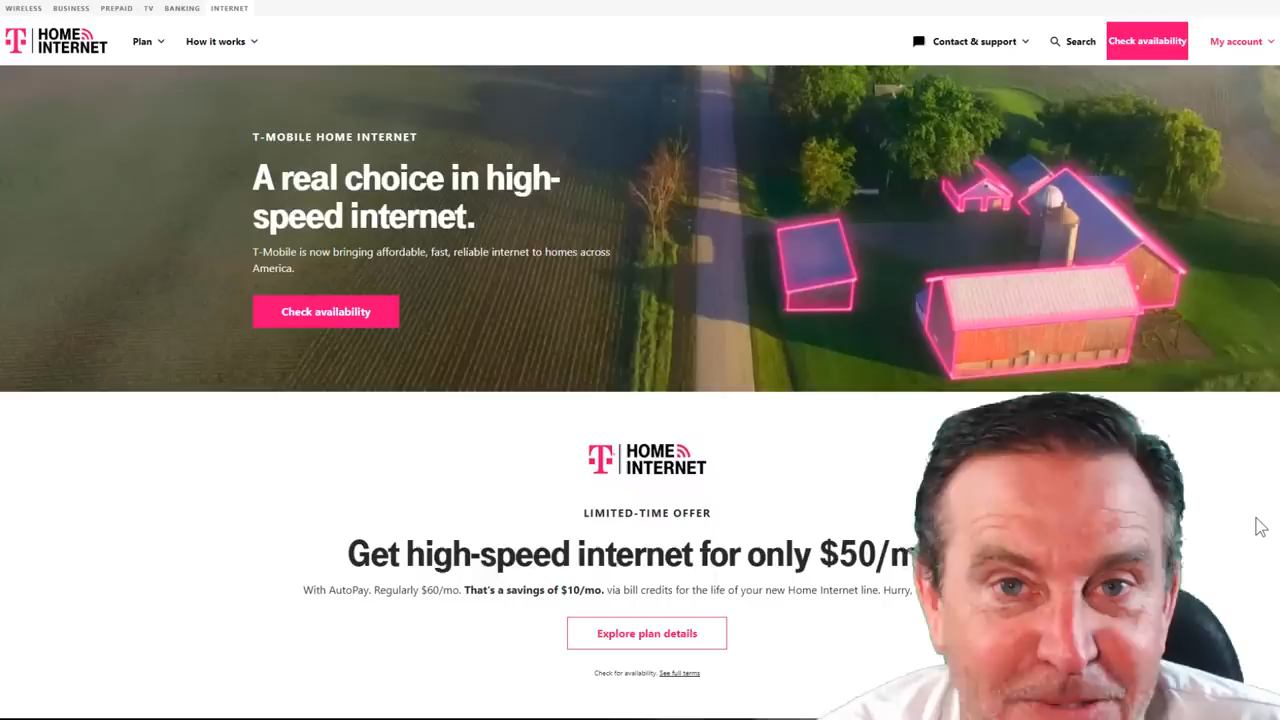 WIRELESS BUSINESS PREPAID TV BANKING INTERNET
T HOME INTERNET
Plan
How it works
Contact & support
Search
Check availability
My account
T-MOBILE HOME INTERNET
A real choice in high-
speed internet.
T-Mobile is now bringing affordable, fast, reliable internet to homes across
America.
Check availability
T HOME
INTERNET
LIMITED-TIME OFFER
Get high-speed internet for only $50/m
With AutoPay. Regularly $60/mo. That's a savings of $10/mo. via bill credits for the life of your new Home Internet line. Hurry,
Explore plan details
Check for availability. See full terms